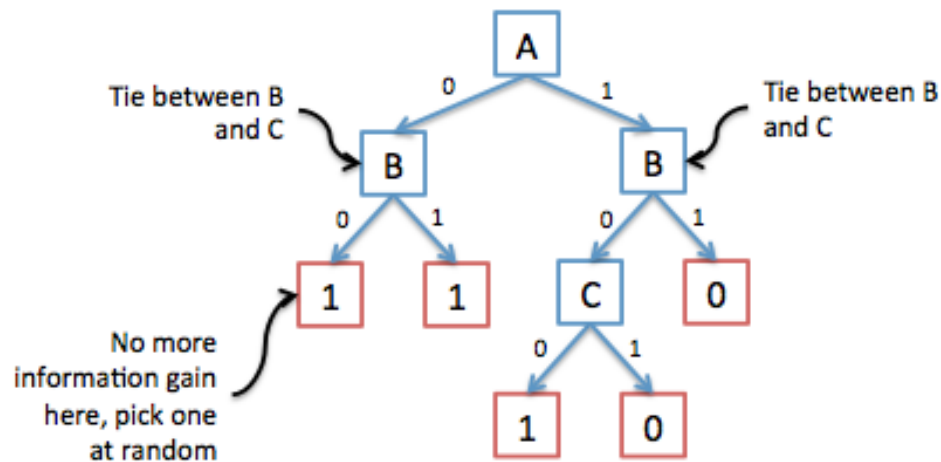 A
0
1
Tie between B
and C
Tie between B
and C
B
B
0
1
0
1
1
1
C
0
No more
information gain
here, pick one
at random
0
1
1
0